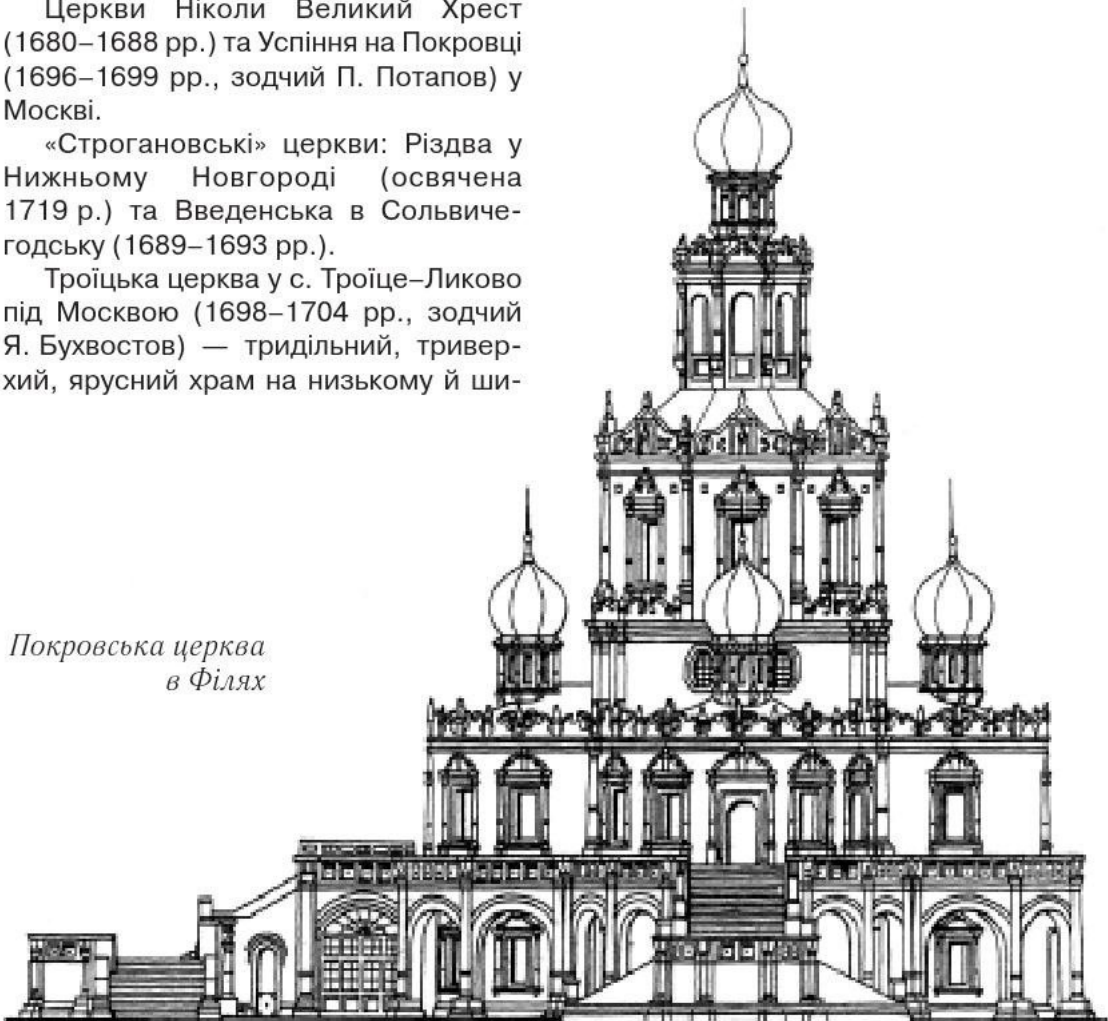 Церкви Ніколи Великий Хрест
(1680–1688 рр.) та Успіння на Покровці
(1696–1699 рр., зодчий П. Потапов) у
Москві.
«Строгановські» церкви: Різдва у
Нижньому Новгороді (освячена
1719 р.) та Введенська в Сольвиче-
годську (1689–1693 рр.).
Троїцька церква у с. Троїце–Ликово
під Москвою (1698–1704 рр., зодчий
Я. Бухвостов) — тридільний, тривер-
хий, ярусний храм на низькому й ши-
Покровська церква
в Філях